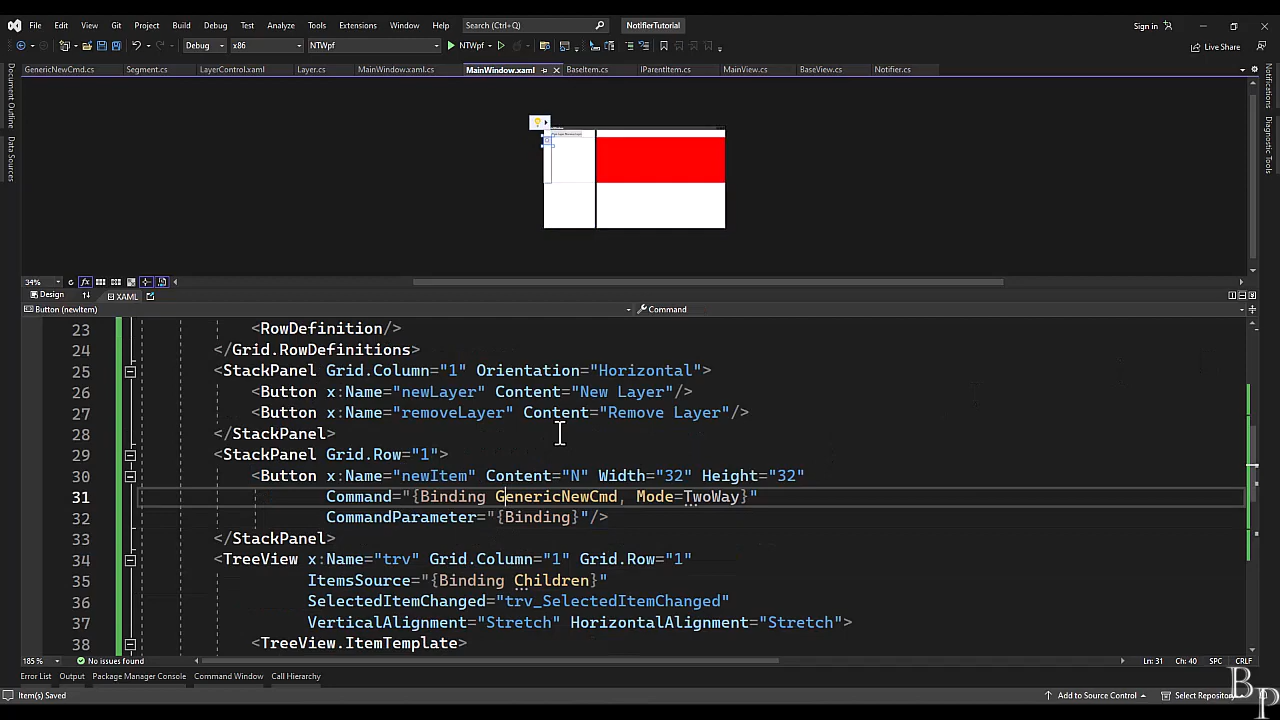 File Edit View Git Project Build Debug Test Analyze Tools Extensions Window Help Search (Ctrl+Q) NotifierTutorial Sign in
Debug x86 NTWpf NTWpf Live Share
GenericNewCmd.cs Segment.cs LayerControl.xaml Layer.cs MainWindow.xaml.cs MainWindow.xaml BaseItem.cs IParentItem.cs MainView.cs BaseView.cs Notifier.cs
Document Outline
Data Sources
Notifications
Diagnostic Tools
34%
Design XAML
Button (newItem) Command
23 <RowDefinition/>
24 </Grid.RowDefinitions>
25 <StackPanel Grid.Column="1" Orientation="Horizontal">
26 <Button x:Name="newLayer" Content="New Layer"/>
27 <Button x:Name="removeLayer" Content="Remove Layer"/>
28 </StackPanel>
29 <StackPanel Grid.Row="1">
30 <Button x:Name="newItem" Content="N" Width="32" Height="32"
31 Command="{Binding GenericNewCmd, Mode=TwoWay}"
32 CommandParameter="{Binding}"/>
33 </StackPanel>
34 <TreeView x:Name="trv" Grid.Column="1" Grid.Row="1"
35 ItemsSource="{Binding Children}"
36 SelectedItemChanged="trv_SelectedItemChanged"
37 VerticalAlignment="Stretch" HorizontalAlignment="Stretch">
38 <TreeView.ItemTemplate>
185 % No issues found Ln: 31 Ch: 40 SPC CRLF
Error List Output Package Manager Console Command Window Call Hierarchy
Item(s) Saved Add to Source Control Select Repository
B P